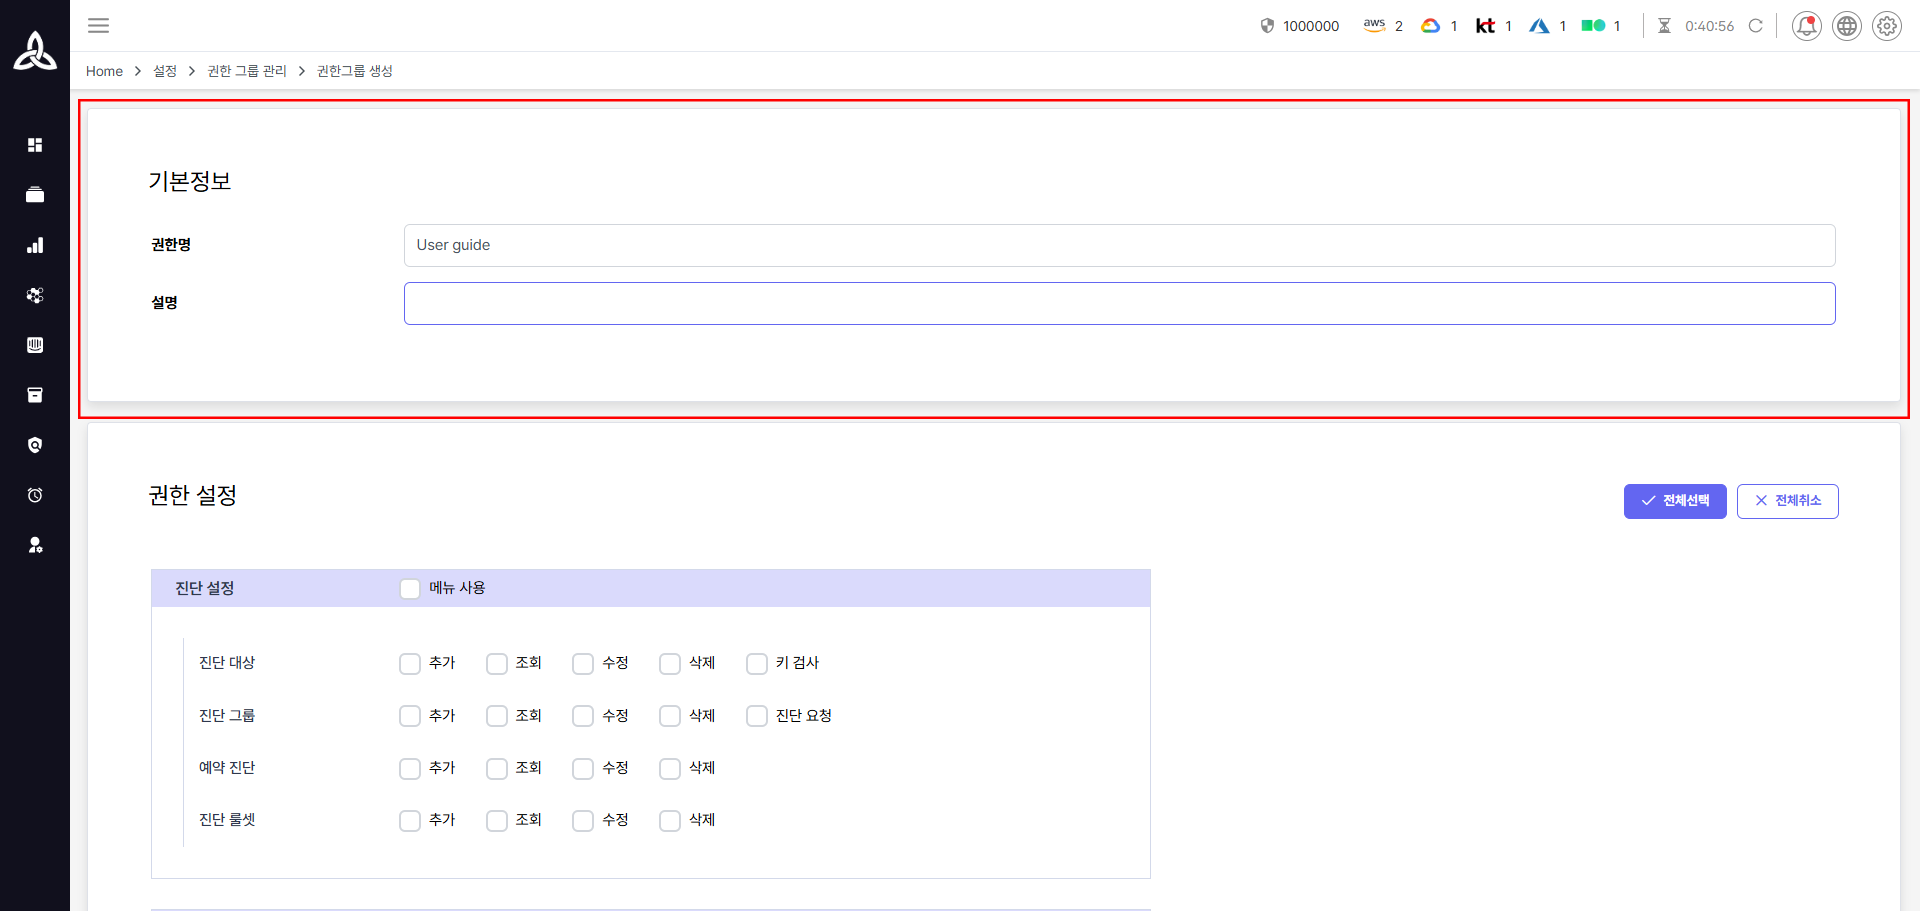 1000000 aws 2 1 kt 1 1 1 0:40:56
Home > 설정 > 권한 그룹 관리 > 권한그룹 생성
기본정보
권한명 User guide
설명
권한 설정 전체선택 전체취소
진단 설정 메뉴 사용
진단 대상 추가 조회 수정 삭제 키 검사
진단 그룹 추가 조회 수정 삭제 진단 요청
예약 진단 추가 조회 수정 삭제
진단 룰셋 추가 조회 수정 삭제